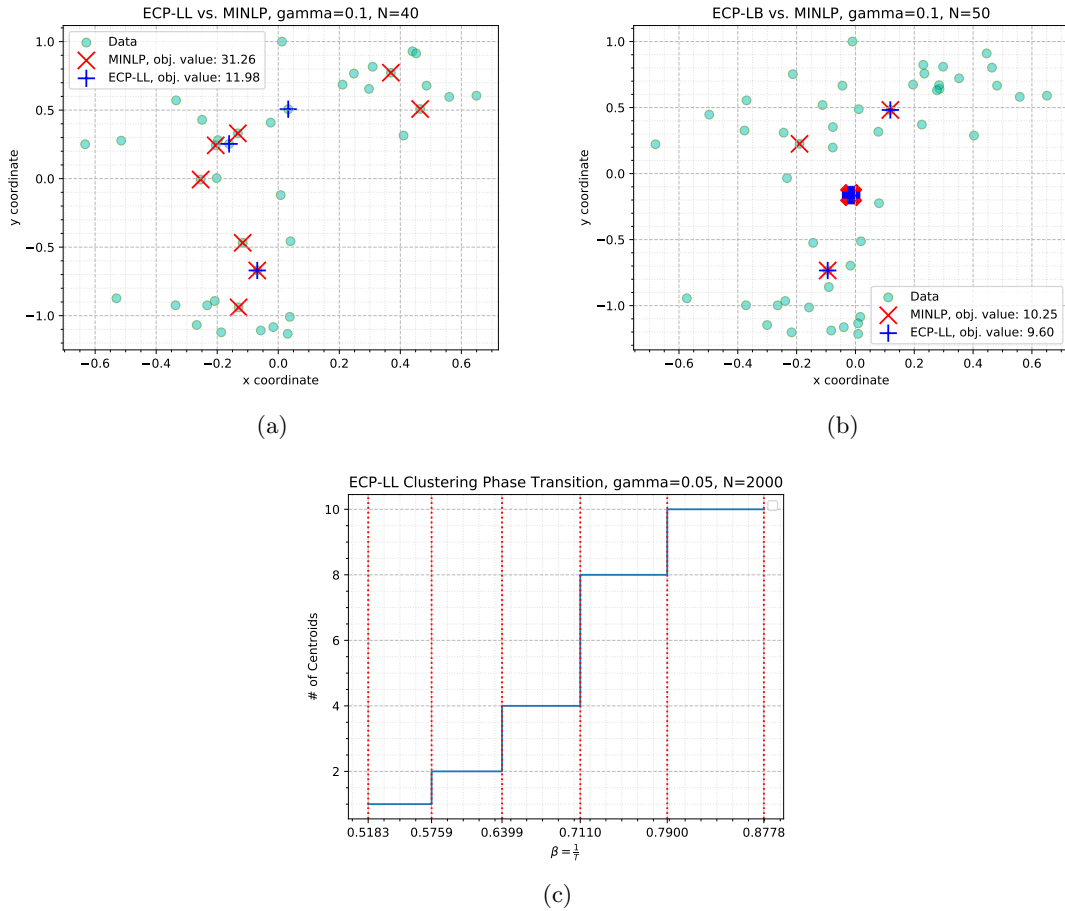 ECP-LL vs. MINLP, gamma=0.1, N=40
Data
MINLP, obj. value: 31.26
ECP-LL, obj. value: 11.98
1.0
0.5
0.0
−0.5
−1.0
y coordinate
−0.6 −0.4 −0.2 0.0 0.2 0.4 0.6
x coordinate
(a)
ECP-LB vs. MINLP, gamma=0.1, N=50
1.0
0.5
0.0
−0.5
−1.0
y coordinate
Data
MINLP, obj. value: 10.25
ECP-LL, obj. value: 9.60
−0.6 −0.4 −0.2 0.0 0.2 0.4 0.6
x coordinate
(b)
ECP-LL Clustering Phase Transition, gamma=0.05, N=2000
10
8
6
4
2
# of Centroids
0.5183 0.5759 0.6399 0.7110 0.7900 0.8778
β = 1/T
(c)